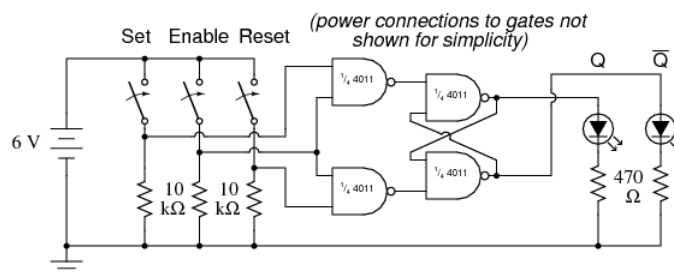 (power connections to gates not
shown for simplicity)
Set Enable Reset
Q Q̅
¼ 4011
¼ 4011
6 V
¼ 4011
¼ 4011
10
kΩ
10
kΩ
470
Ω